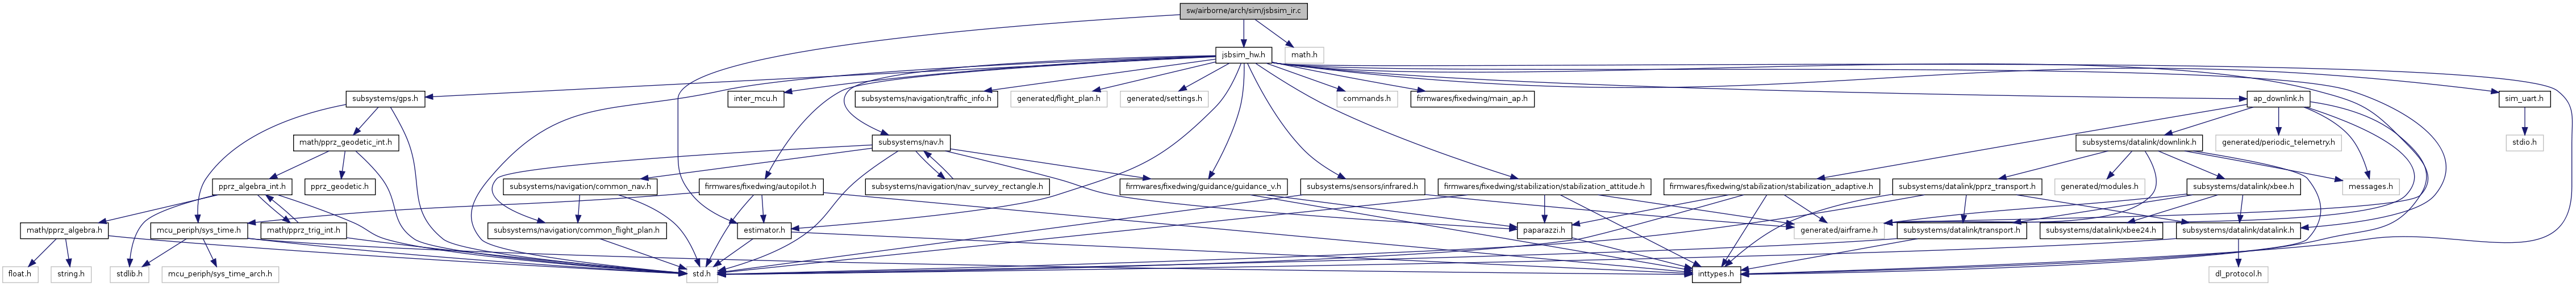 sw/airborne/arch/sim/jsbsim_ir.c
jsbsim_hw.h
math.h
subsystems/gps.h
inter_mcu.h
subsystems/navigation/traffic_info.h
generated/flight_plan.h
generated/settings.h
commands.h
firmwares/fixedwing/main_ap.h
ap_downlink.h
sim_uart.h
math/pprz_geodetic_int.h
subsystems/nav.h
subsystems/datalink/downlink.h
generated/periodic_telemetry.h
stdio.h
pprz_algebra_int.h
pprz_geodetic.h
subsystems/navigation/common_nav.h
firmwares/fixedwing/autopilot.h
subsystems/navigation/nav_survey_rectangle.h
firmwares/fixedwing/guidance/guidance_v.h
subsystems/sensors/infrared.h
firmwares/fixedwing/stabilization/stabilization_attitude.h
firmwares/fixedwing/stabilization/stabilization_adaptive.h
subsystems/datalink/pprz_transport.h
generated/modules.h
subsystems/datalink/xbee.h
messages.h
math/pprz_algebra.h
mcu_periph/sys_time.h
math/pprz_trig_int.h
subsystems/navigation/common_flight_plan.h
estimator.h
paparazzi.h
generated/airframe.h
subsystems/datalink/transport.h
subsystems/datalink/xbee24.h
subsystems/datalink/datalink.h
float.h
string.h
stdlib.h
mcu_periph/sys_time_arch.h
std.h
inttypes.h
dl_protocol.h